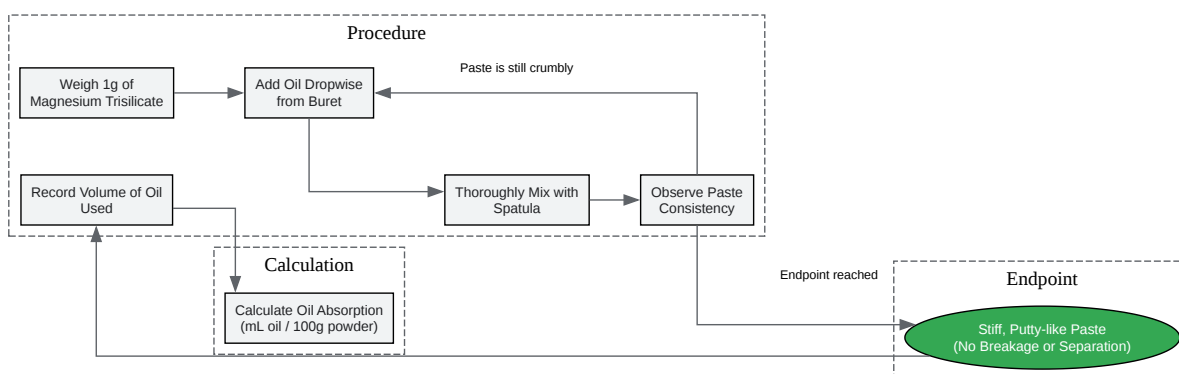 Procedure
Weigh 1g of
Magnesium Trisilicate
Add Oil Dropwise
from Buret
Paste is still crumbly
Record Volume of Oil
Used
Thoroughly Mix with
Spatula
Observe Paste
Consistency
Calculation
Calculate Oil Absorption
(mL oil / 100g powder)
Endpoint reached
Endpoint
Stiff, Putty-like Paste
(No Breakage or Separation)